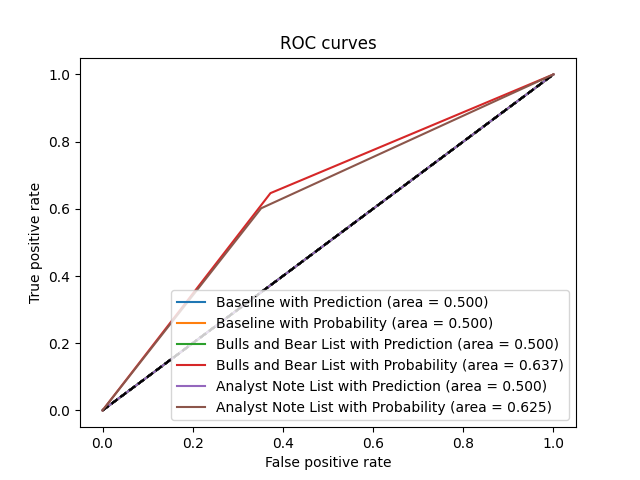 ROC curves
True positive rate
1.0
0.8
0.6
0.4
0.2
0.0
Baseline with Prediction (area = 0.500)
Baseline with Probability (area = 0.500)
Bulls and Bear List with Prediction (area = 0.500)
Bulls and Bear List with Probability (area = 0.637)
Analyst Note List with Prediction (area = 0.500)
Analyst Note List with Probability (area = 0.625)
0.0 0.2 0.4 0.6 0.8 1.0
False positive rate